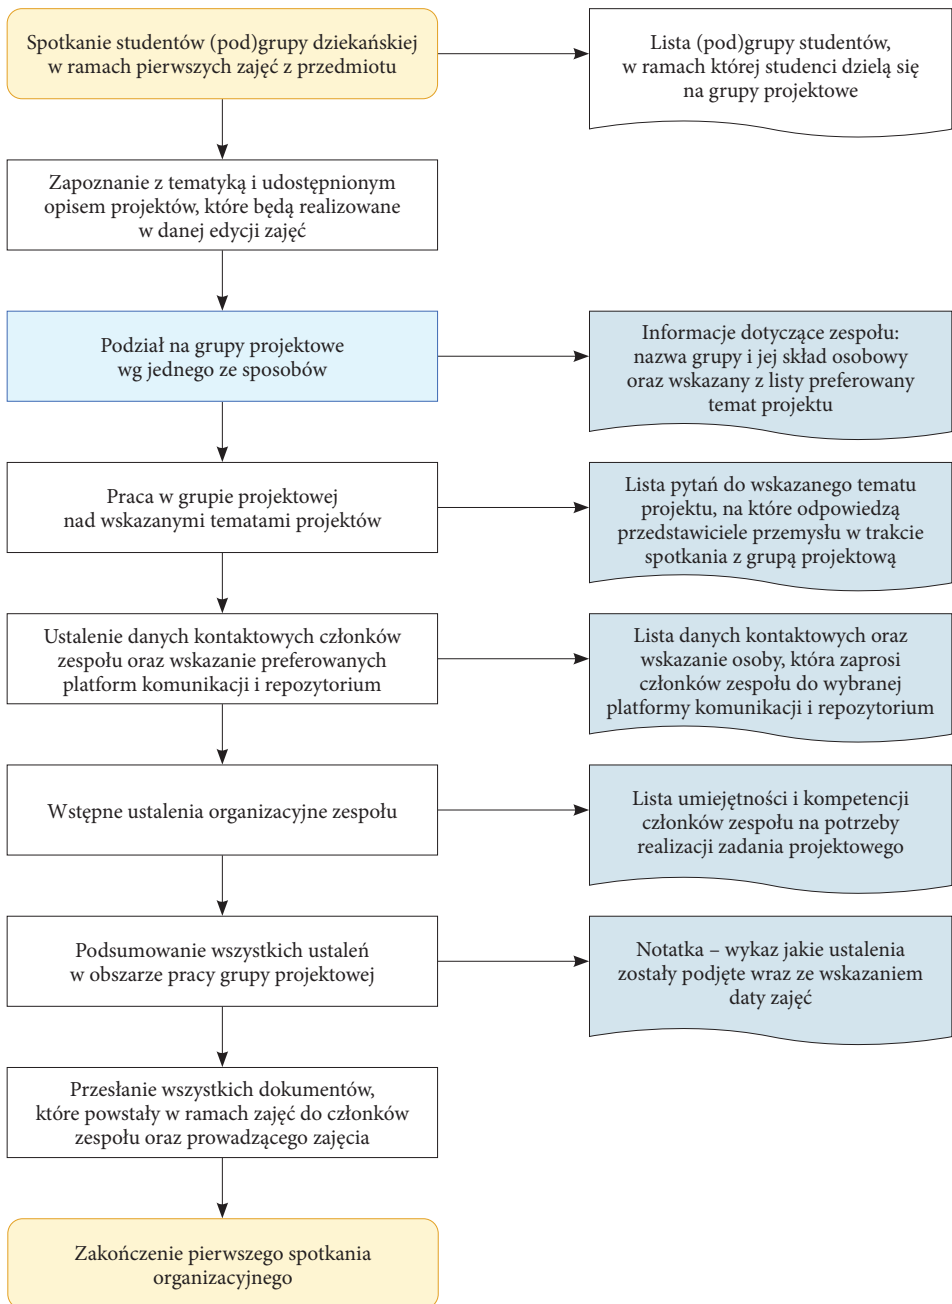 Spotkanie studentów (pod)grupy dziekańskiej
w ramach pierwszych zajęć z przedmiotu
Lista (pod)grupy studentów,
w ramach której studenci dzielą się
na grupy projektowe
Zapoznanie z tematyką i udostępnionym
opisem projektów, które będą realizowane
w danej edycji zajęć
Podział na grupy projektowe
wg jednego ze sposobów
Informacje dotyczące zespołu:
nazwa grupy i jej skład osobowy
oraz wskazany z listy preferowany
temat projektu
Praca w grupie projektowej
nad wskazanymi tematami projektów
Lista pytań do wskazanego tematu
projektu, na które odpowiedzą
przedstawiciele przemysłu w trakcie
spotkania z grupą projektową
Ustalenie danych kontaktowych członków
zespołu oraz wskazanie preferowanych
platform komunikacji i repozytorium
Lista danych kontaktowych oraz
wskazanie osoby, która zaprosi
członków zespołu do wybranej
platformy komunikacji i repozytorium
Wstępne ustalenia organizacyjne zespołu
Lista umiejętności i kompetencji
członków zespołu na potrzeby
realizacji zadania projektowego
Podsumowanie wszystkich ustaleń
w obszarze pracy grupy projektowej
Notatka – wykaz jakie ustalenia
zostały podjęte wraz ze wskazaniem
daty zajęć
Przesłanie wszystkich dokumentów,
które powstały w ramach zajęć do członków
zespołu oraz prowadzącego zajęcia
Zakończenie pierwszego spotkania
organizacyjnego